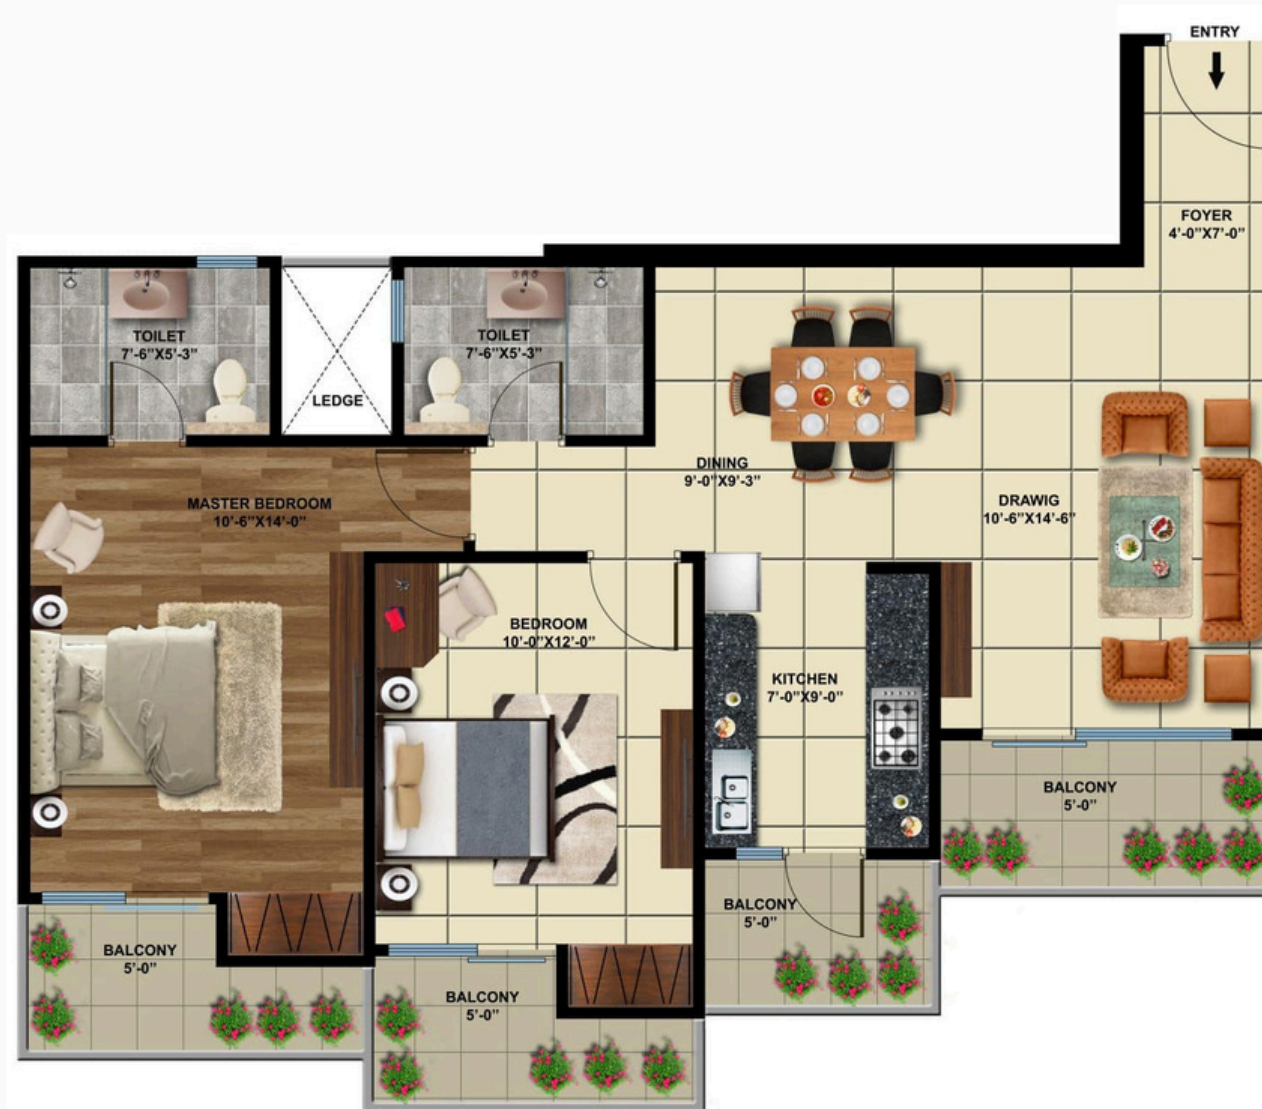 ENTRY
FOYER
4'-0"X7'-0"
TOILET
7'-6"X5'-3"
LEDGE
TOILET
7'-6"X5'-3"
DINING
9'-0"X9'-3"
MASTER BEDROOM
10'-6"X14'-0"
DRAWIG
10'-6"X14'-6"
BEDROOM
10'-0"X12'-0"
KITCHEN
7'-0"X9'-0"
BALCONY
5'-0"
BALCONY
5'-0"
BALCONY
5'-0"
BALCONY
5'-0"